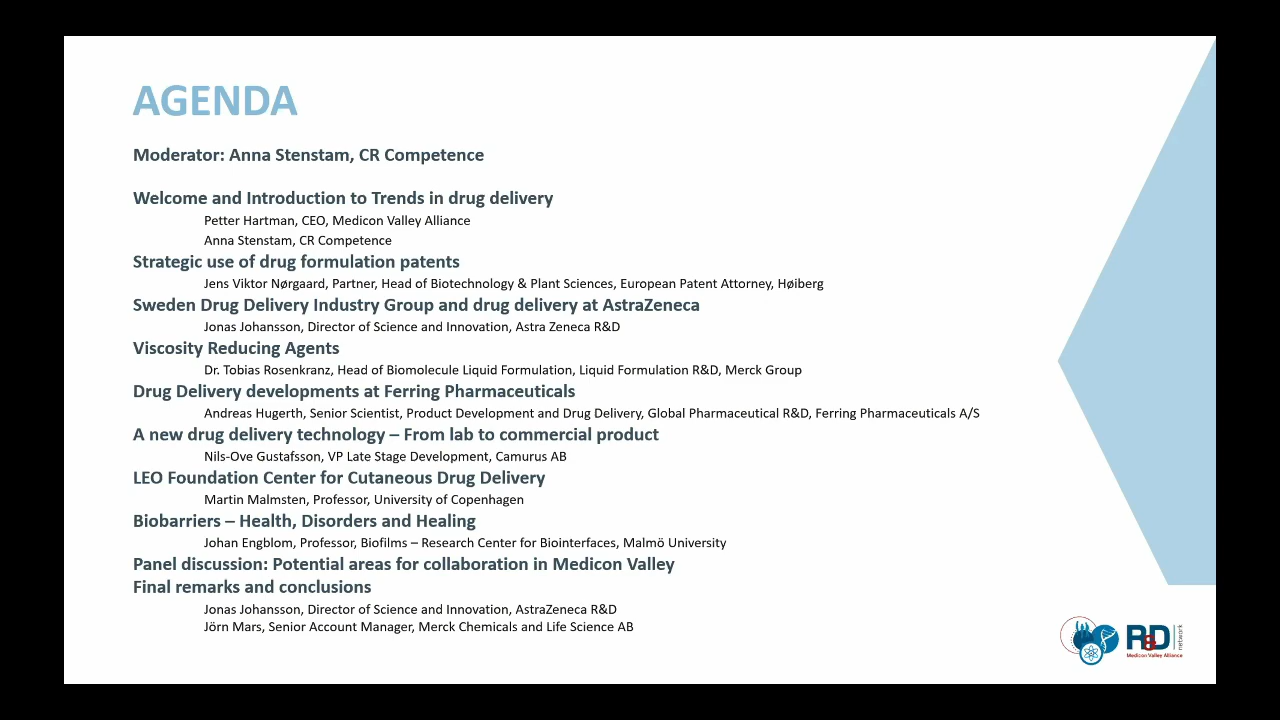 AGENDA
Moderator: Anna Stenstam, CR Competence
Welcome and Introduction to Trends in drug delivery
Petter Hartman, CEO, Medicon Valley Alliance
Anna Stenstam, CR Competence
Strategic use of drug formulation patents
Jens Viktor Nørgaard, Partner, Head of Biotechnology & Plant Sciences, European Patent Attorney, Høiberg
Sweden Drug Delivery Industry Group and drug delivery at AstraZeneca
Jonas Johansson, Director of Science and Innovation, Astra Zeneca R&D
Viscosity Reducing Agents
Dr. Tobias Rosenkranz, Head of Biomolecule Liquid Formulation, Liquid Formulation R&D, Merck Group
Drug Delivery developments at Ferring Pharmaceuticals
Andreas Hugerth, Senior Scientist, Product Development and Drug Delivery, Global Pharmaceutical R&D, Ferring Pharmaceuticals A/S
A new drug delivery technology – From lab to commercial product
Nils-Ove Gustafsson, VP Late Stage Development, Camurus AB
LEO Foundation Center for Cutaneous Drug Delivery
Martin Malmsten, Professor, University of Copenhagen
Biobarriers – Health, Disorders and Healing
Johan Engblom, Professor, Biofilms – Research Center for Biointerfaces, Malmö University
Panel discussion: Potential areas for collaboration in Medicon Valley
Final remarks and conclusions
Jonas Johansson, Director of Science and Innovation, AstraZeneca R&D
Jörn Mars, Senior Account Manager, Merck Chemicals and Life Science AB
R&D
network
Medicon Valley Alliance